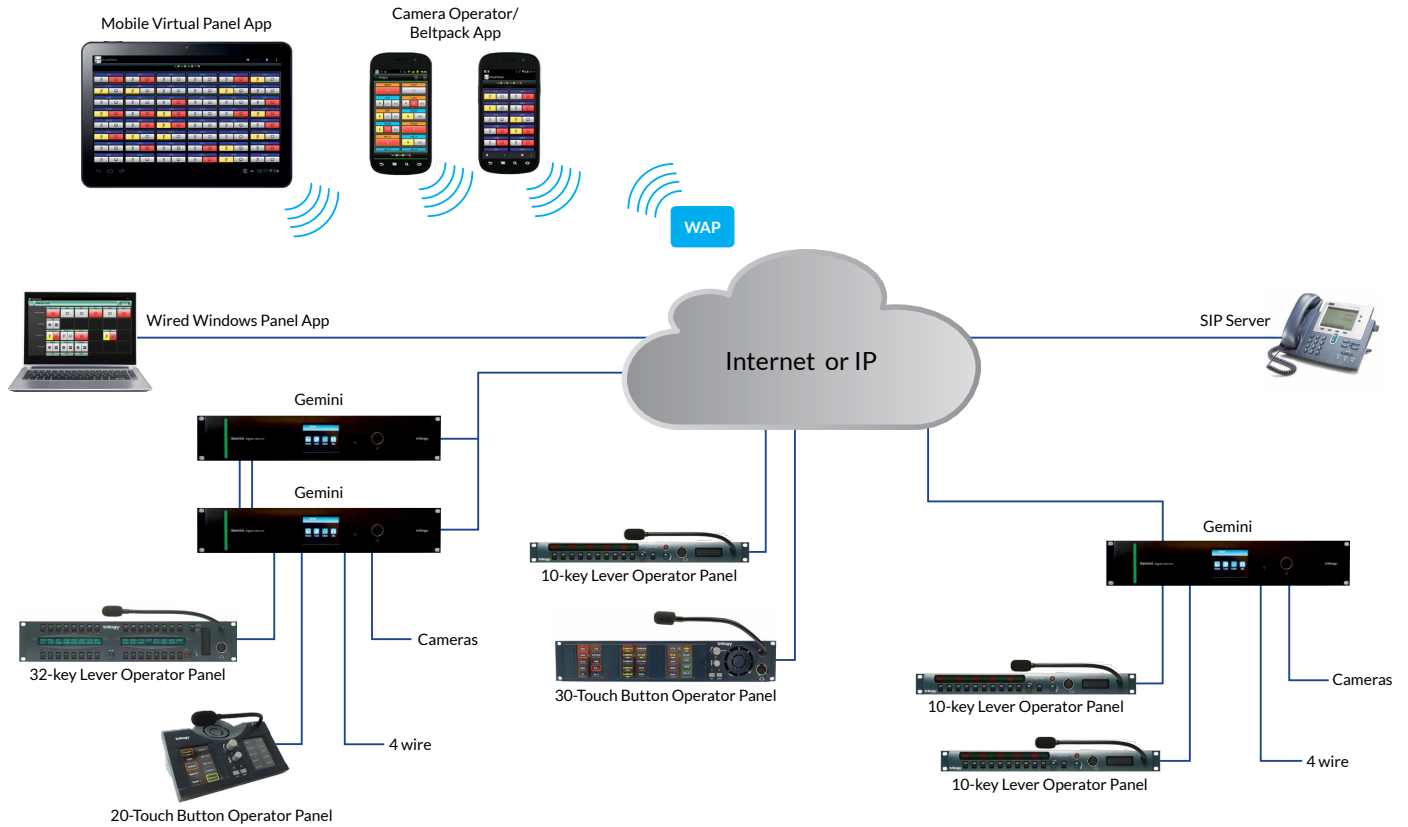 Mobile Virtual Panel App
Camera Operator/
Beltpack App
WAP
Wired Windows Panel App
Internet or IP
SIP Server
Gemini
Gemini
Gemini
10-key Lever Operator Panel
trilogy
32-key Lever Operator Panel
Cameras
30-Touch Button Operator Panel
10-key Lever Operator Panel
Cameras
trilogy
4 wire
10-key Lever Operator Panel
4 wire
20-Touch Button Operator Panel